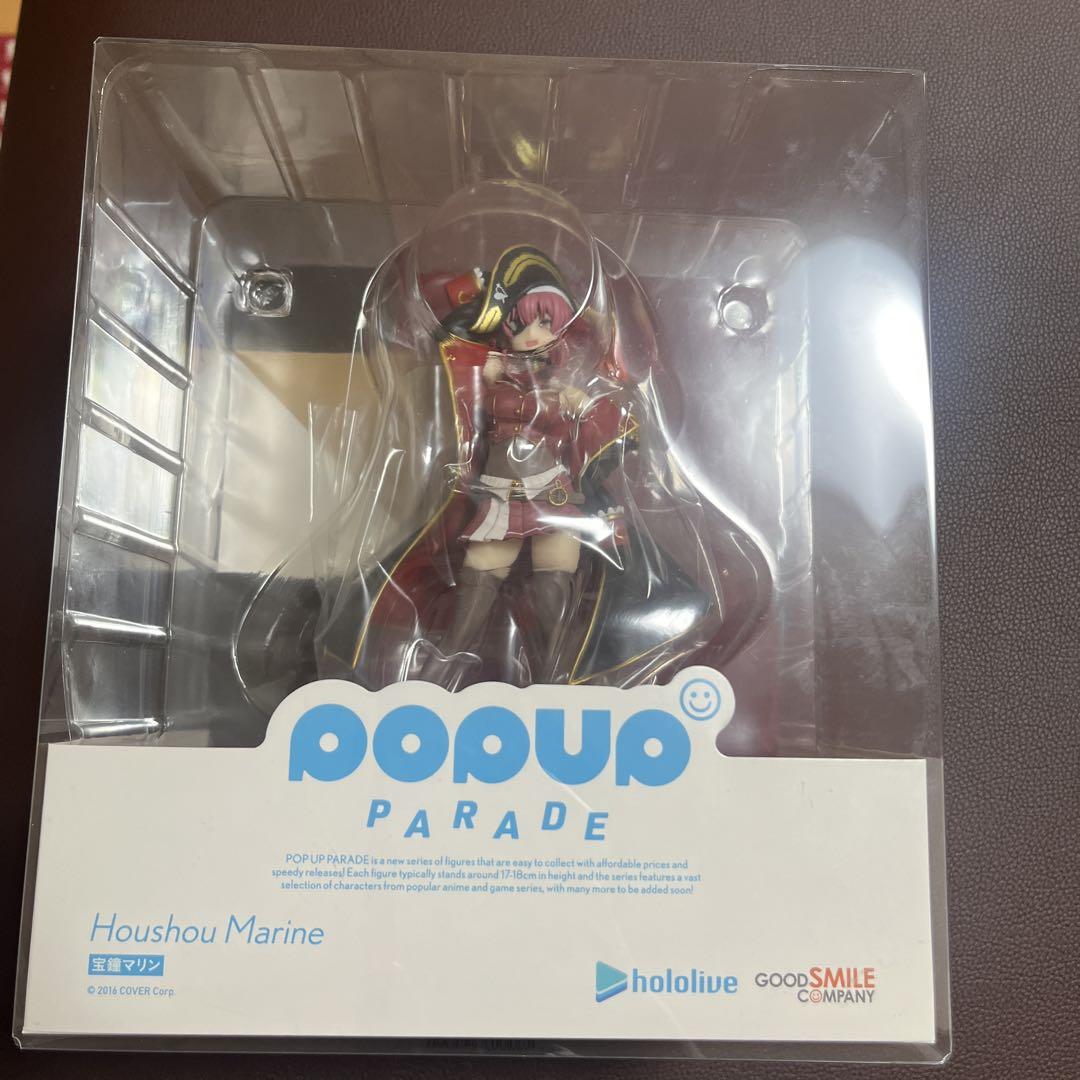 POPUP
PARADE
POP UP PARADE is a new series of figures that are easy to collect with affordable prices and
speedy releases! Each figure typically stands around 17-18cm in height and the series features a vast
selection of characters from popular anime and game series, with many more to be added soon!
Houshou Marine
宝鐘マリン
© 2016 COVER Corp.
hololive
GOOD SMILE
COMPANY